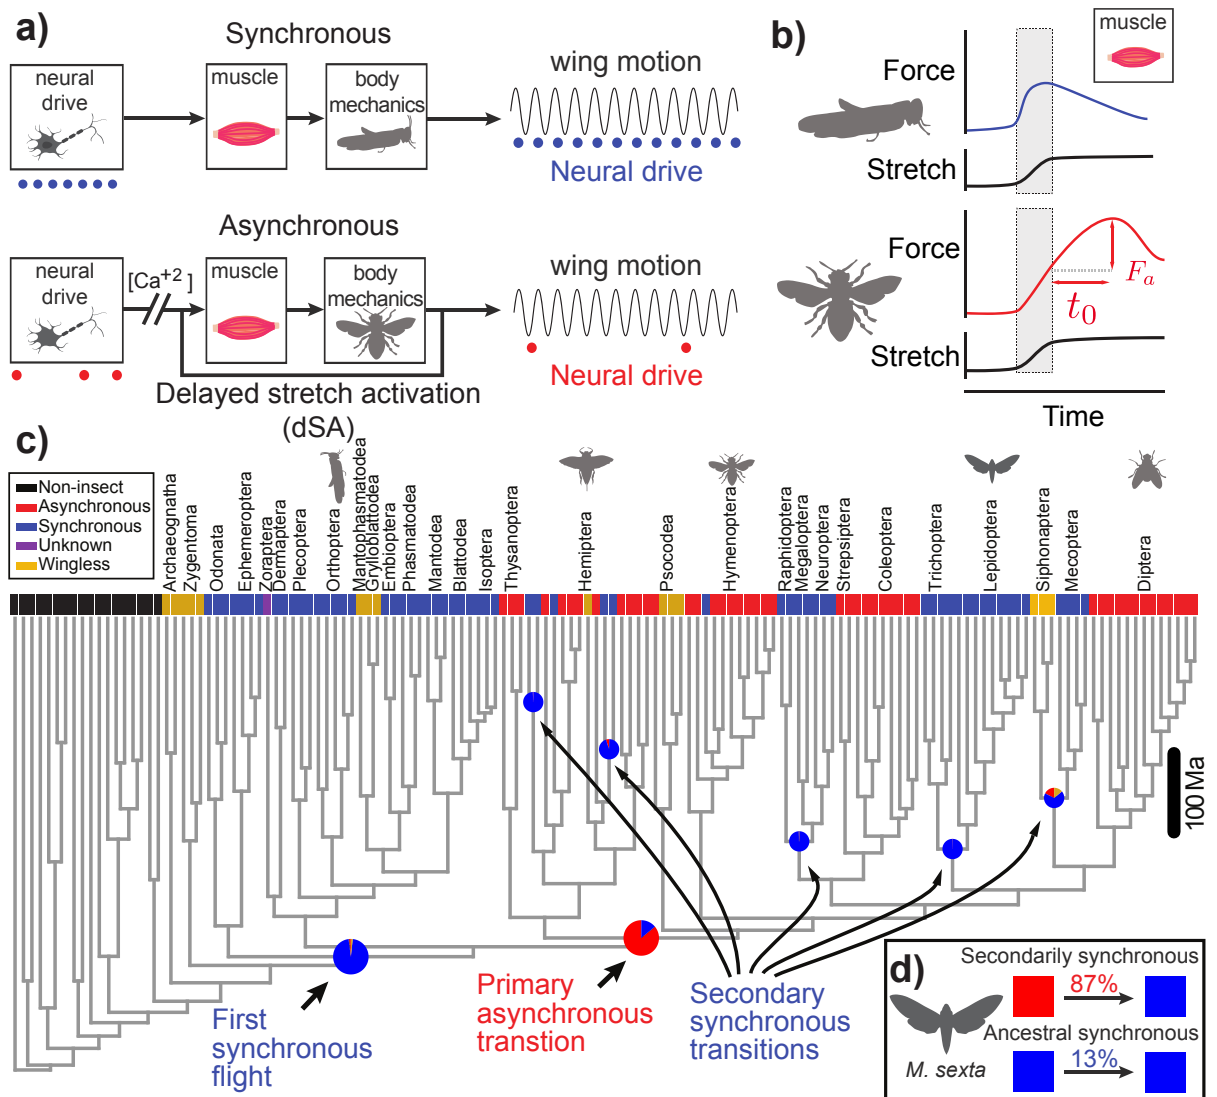 a)
Synchronous
neural
drive
muscle
body
mechanics
wing motion
Neural drive
Asynchronous
neural
drive
[Ca+2 ]
muscle
body
mechanics
wing motion
Neural drive
Delayed stretch activation
(dSA)
b)
muscle
Force
Stretch
Force
Fa
t0
Stretch
Time
c)
Non-insect
Asynchronous
Synchronous
Unknown
Wingless
Archaeognatha
Zygentoma
Odonata
Ephemeroptera
Zoraptera
Dermaptera
Plecoptera
Orthoptera
Mantophasmatodea
Grylloblattodea
Embioptera
Phasmatodea
Mantodea
Blattodea
Isoptera
Thysanoptera
Hemiptera
Psocodea
Hymenoptera
Raphidoptera
Megaloptera
Neuroptera
Strepsiptera
Coleoptera
Trichoptera
Lepidoptera
Siphonaptera
Mecoptera
Diptera
100 Ma
First
synchronous
flight
Primary
asynchronous
transtion
Secondary
synchronous
transitions
d)
Secondarily synchronous
87%
Ancestral synchronous
13%
M. sexta